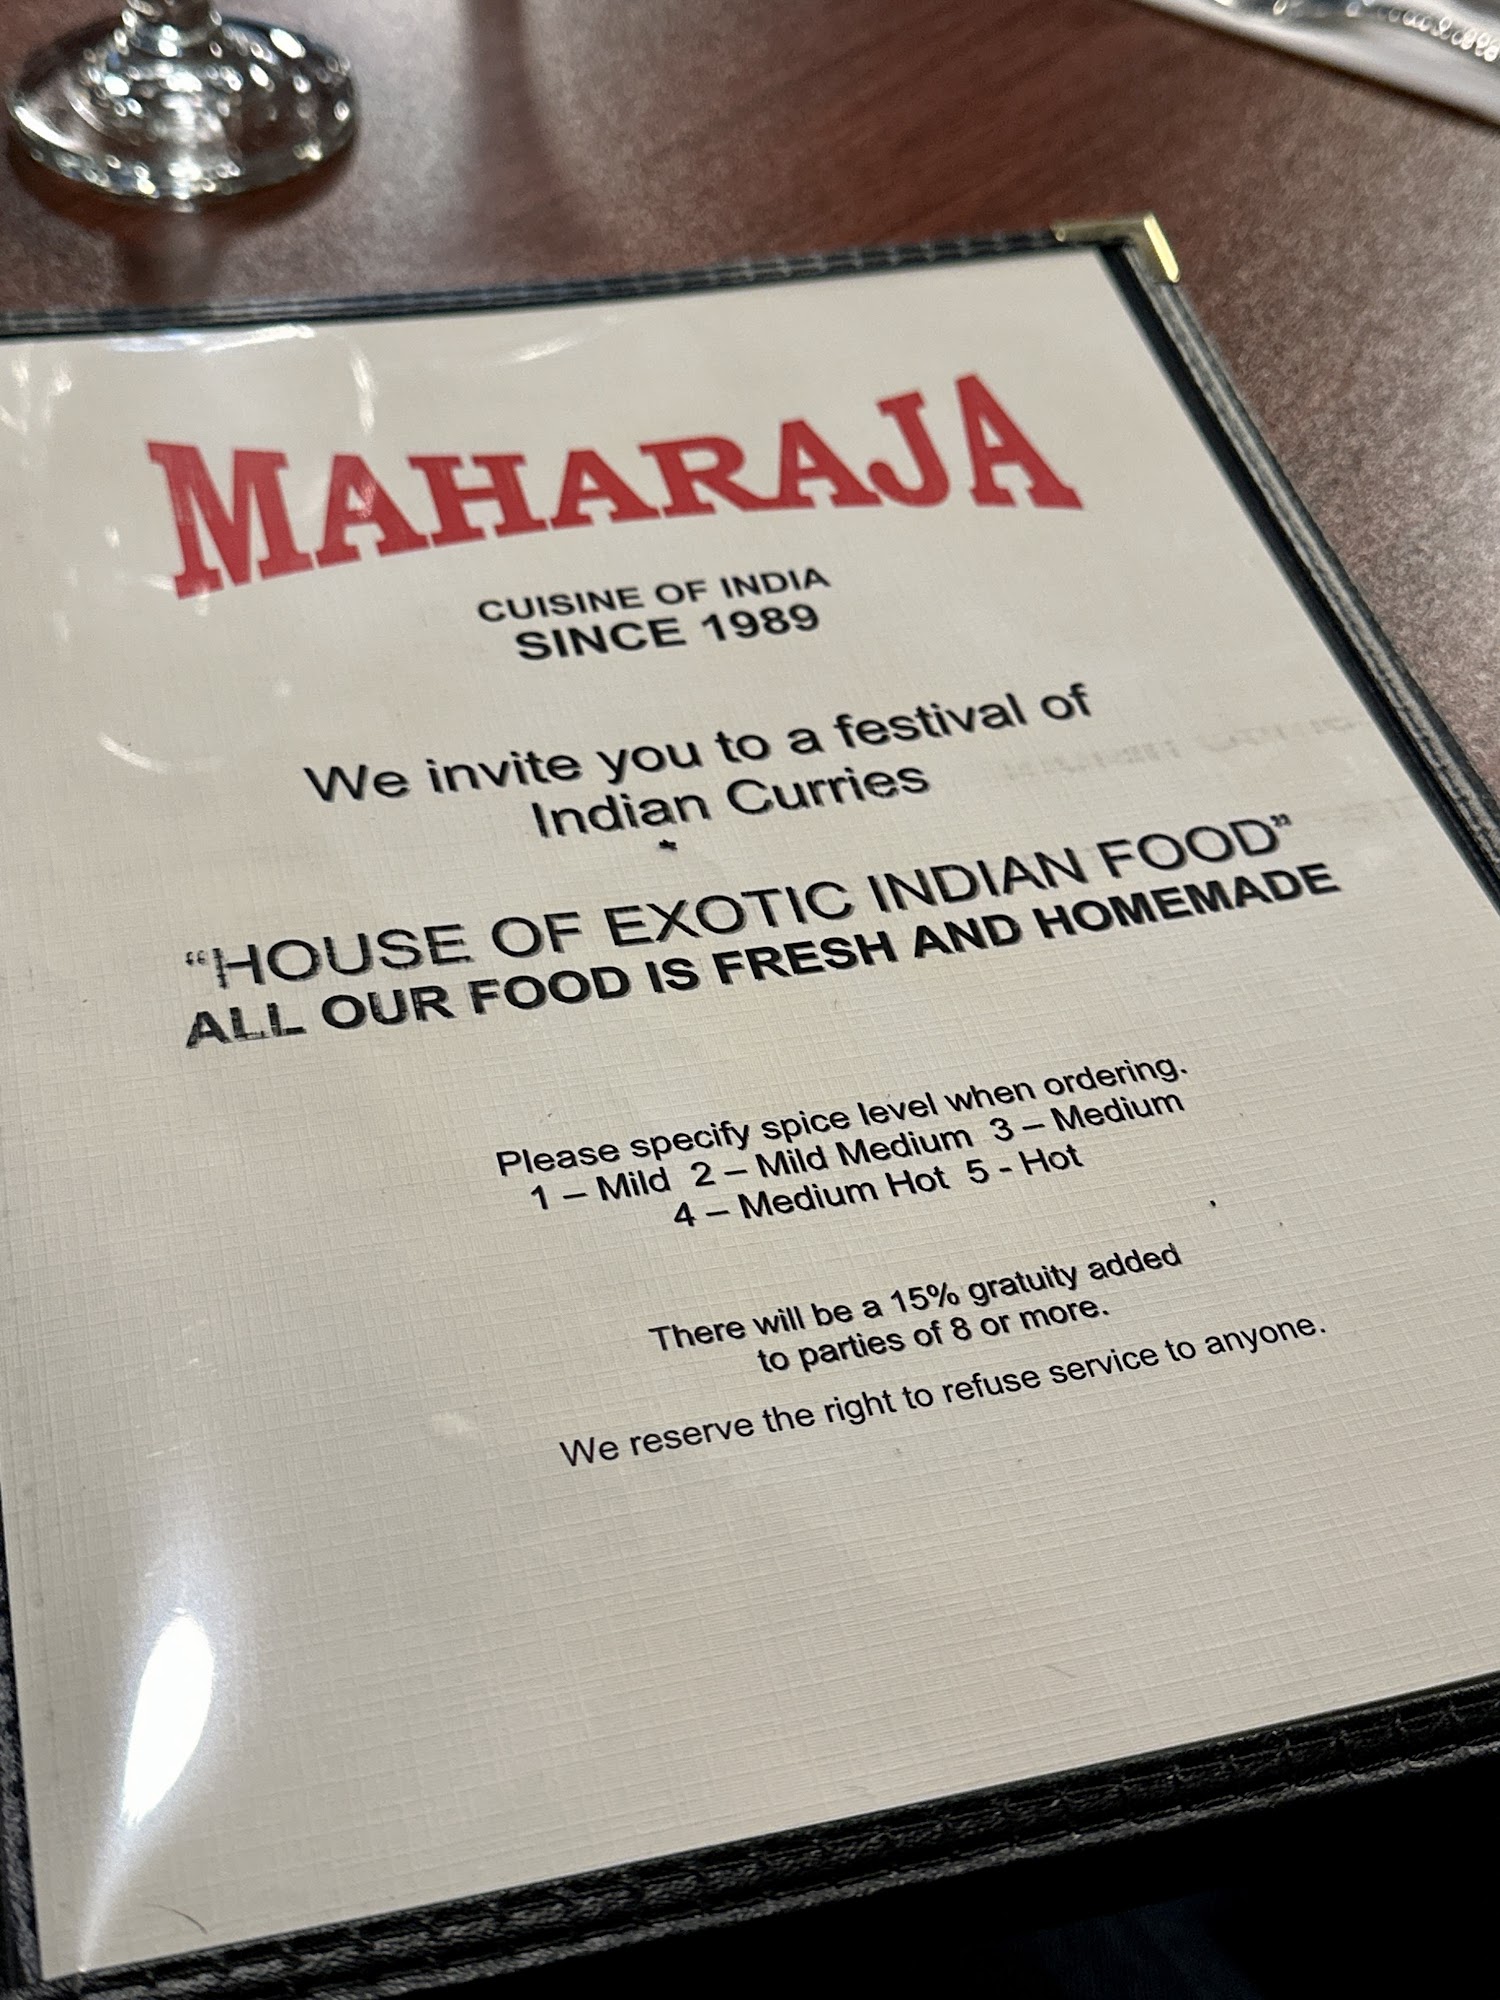 MAHARAJA
CUISINE OF INDIA
SINCE 1989
We invite you to a festival of
Indian Curries
“HOUSE OF EXOTIC INDIAN FOOD”
ALL OUR FOOD IS FRESH AND HOMEMADE
Please specify spice level when ordering.
1 – Mild 2 – Mild Medium 3 – Medium
4 – Medium Hot 5 - Hot
There will be a 15% gratuity added
to parties of 8 or more.
We reserve the right to refuse service to anyone.